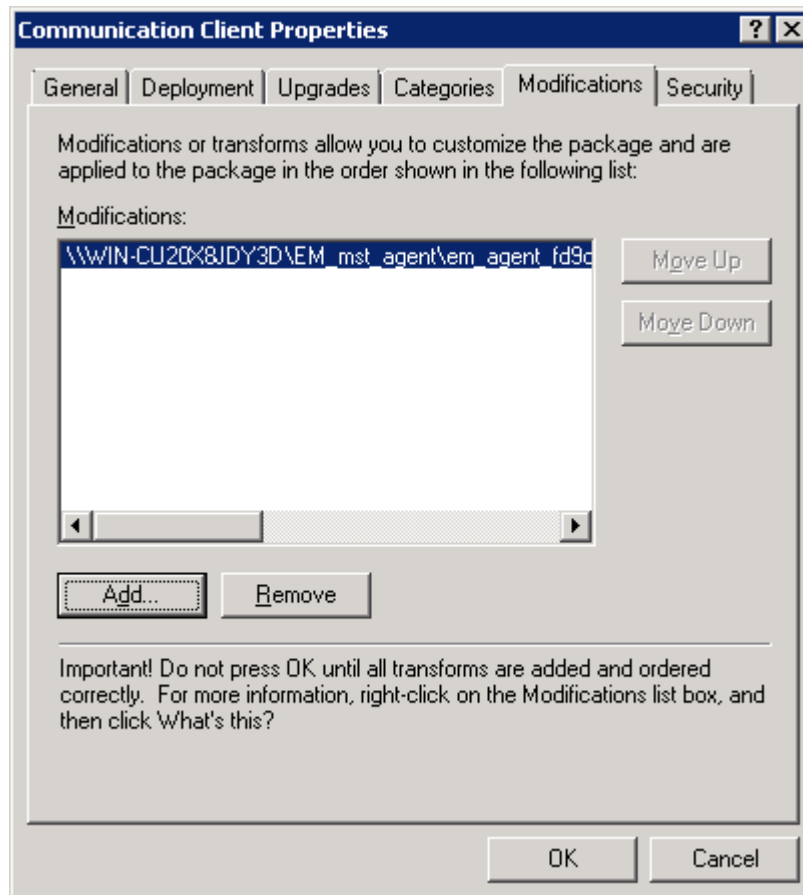 Communication Client Properties
General Deployment Upgrades Categories Modifications Security
Modifications or transforms allow you to customize the package and are
applied to the package in the order shown in the following list:
Modifications:
\\WIN-CU20X8JDY3D\EM_mst_agent\em_agent_fd9c
Move Up
Move Down
Add... Remove
Important! Do not press OK until all transforms are added and ordered
correctly. For more information, right-click on the Modifications list box, and
then click What's this?
OK Cancel